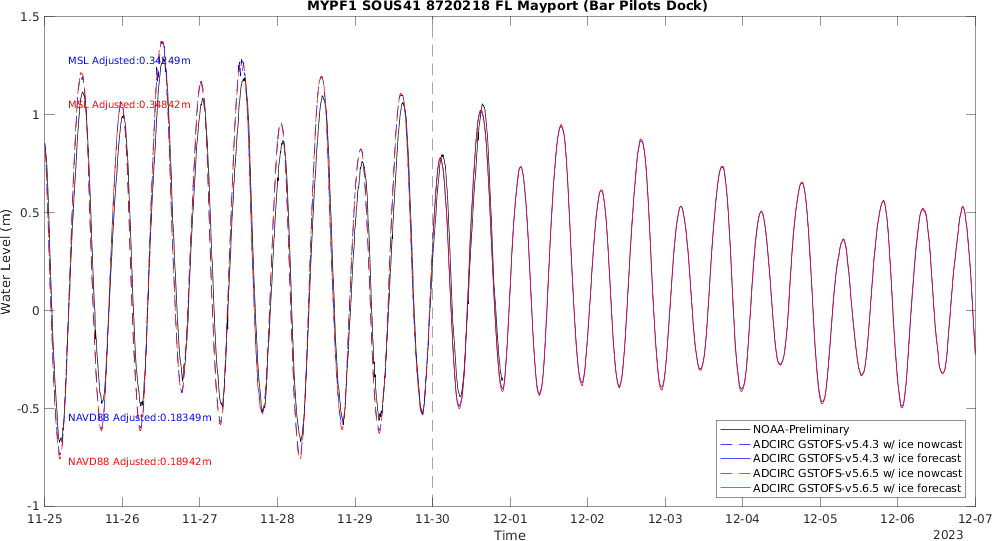 MYPF1 SOUS41 8720218 FL Mayport (Bar Pilots Dock)
1.5
1
0.5
0
-0.5
-1
Water Level (m)
MSL Adjusted:0.34249m
MSL Adjusted:0.34842m
NAVD88 Adjusted:0.18349m
NAVD88 Adjusted:0.18942m
NOAA-Preliminary
ADCIRC GSTOFS-v5.4.3 w/ ice nowcast
ADCIRC GSTOFS-v5.4.3 w/ ice forecast
ADCIRC GSTOFS-v5.6.5 w/ ice nowcast
ADCIRC GSTOFS-v5.6.5 w/ ice forecast
11-25 11-26 11-27 11-28 11-29 11-30 12-01 12-02 12-03 12-04 12-05 12-06 12-07
Time
2023